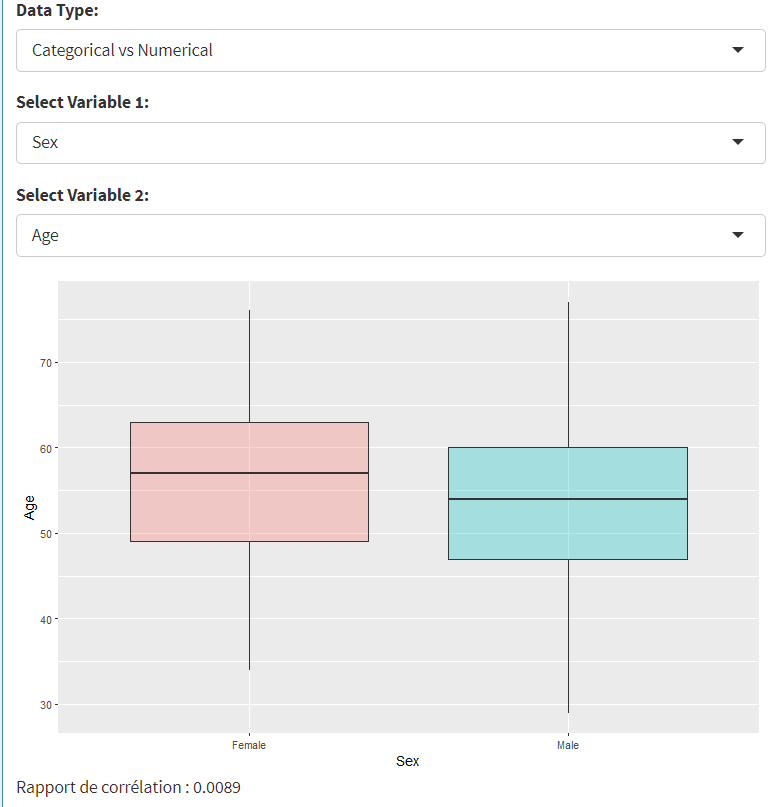 Data Type:
Categorical vs Numerical
Select Variable 1:
Sex
Select Variable 2:
Age
70
60
50
40
30
Age
Female Male
Sex
Rapport de corrélation : 0.0089